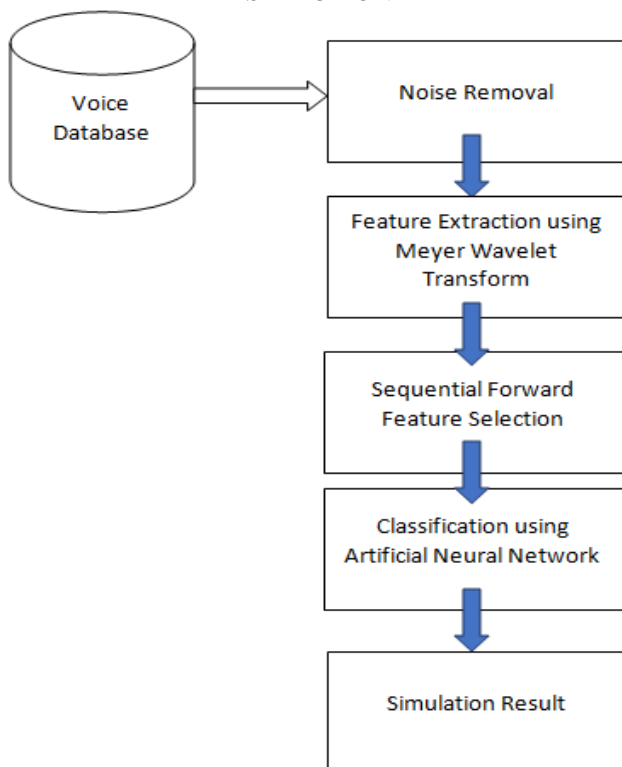 Voice
Database
Noise Removal
Feature Extraction using
Meyer Wavelet
Transform
Sequential Forward
Feature Selection
Classification using
Artificial Neural Network
Simulation Result